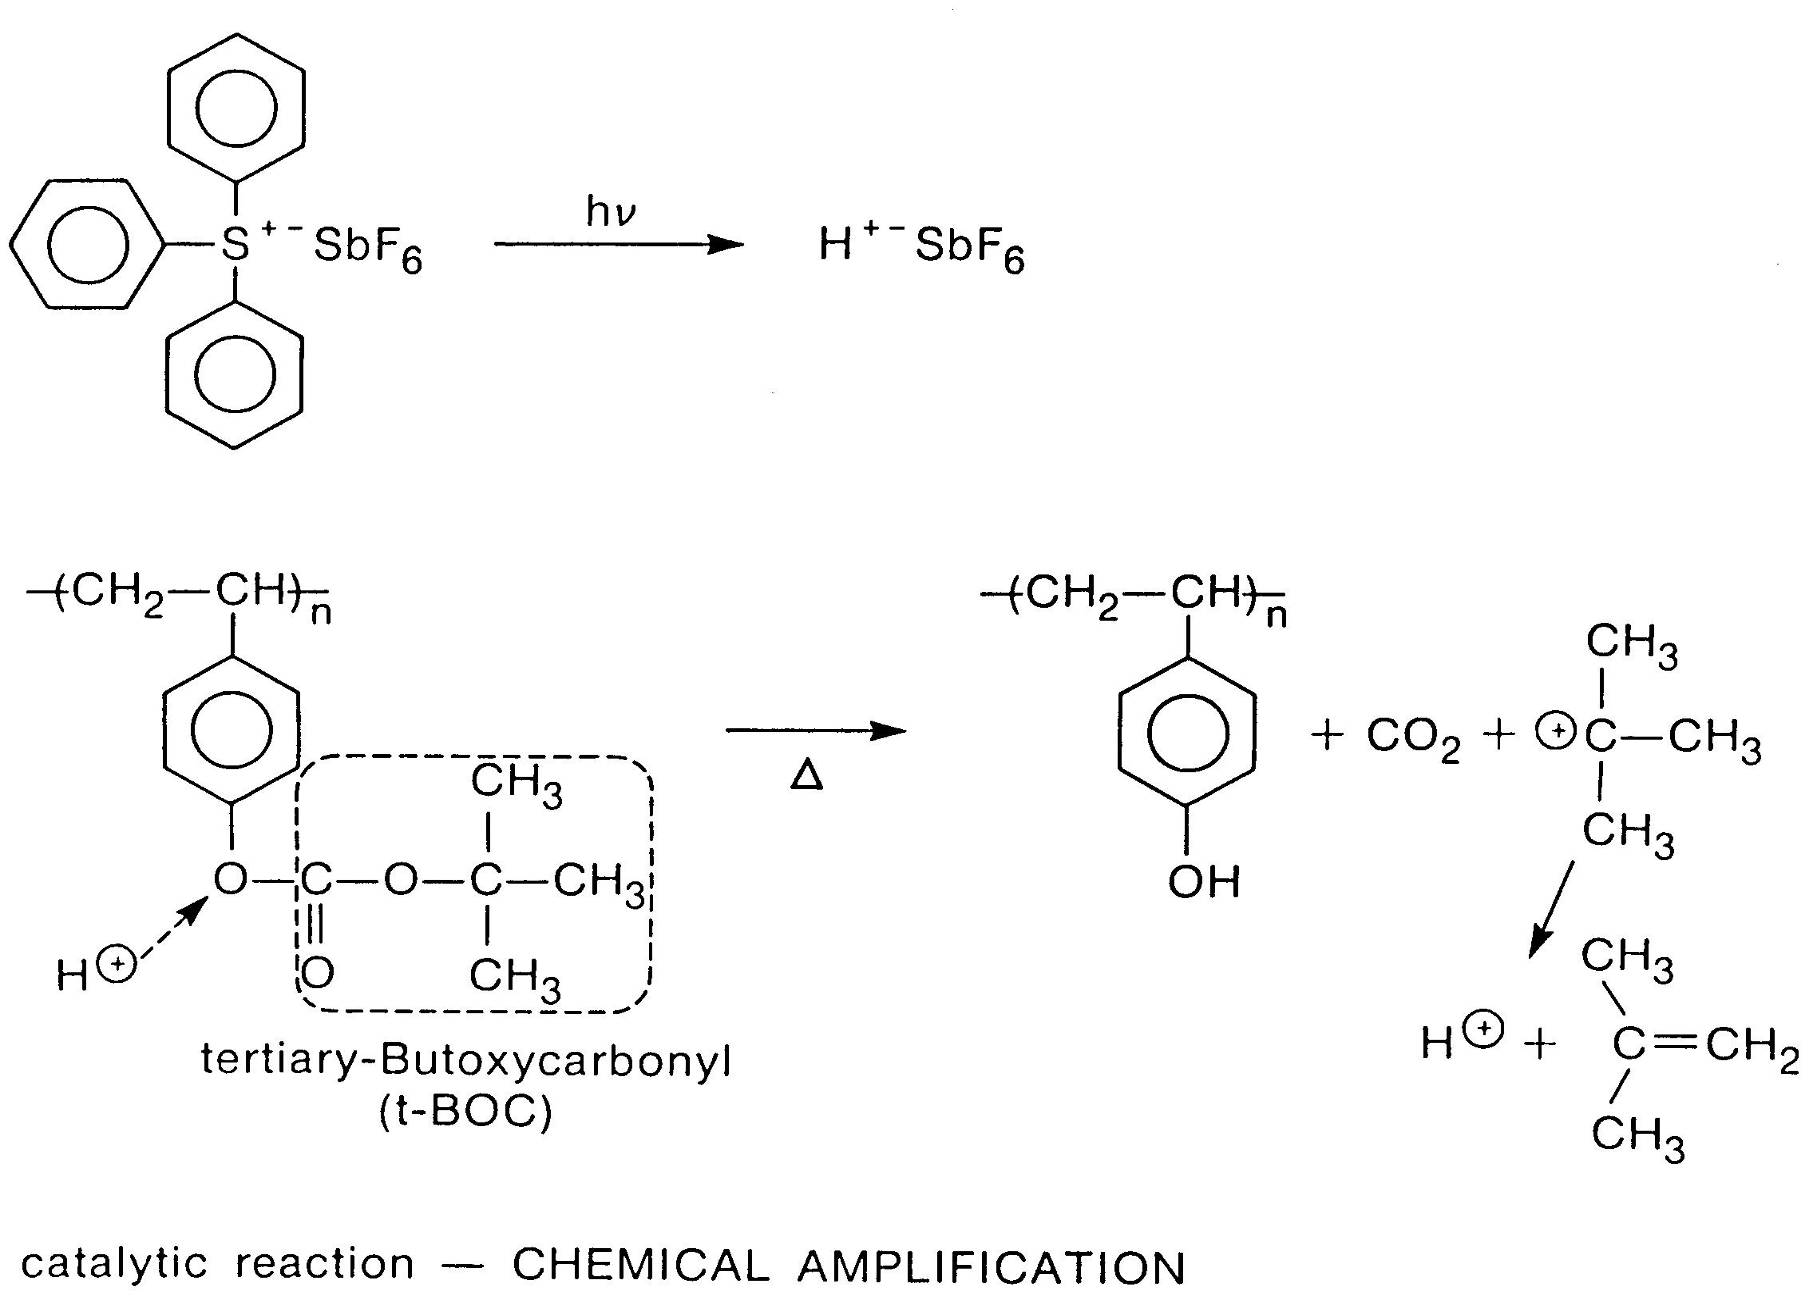 S⁺ ⁻SbF₆ hν H⁺ ⁻SbF₆
-(CH₂—CH)-n
-(CH₂—CH)-n
CH₃
+ CO₂ + ⊕C—CH₃
CH₃
Δ
CH₃
O—C—O—C—CH₃
OH
H⊕
O
CH₃
CH₃
H⊕ + C=CH₂
CH₃
tertiary-Butoxycarbonyl
(t-BOC)
catalytic reaction — CHEMICAL AMPLIFICATION